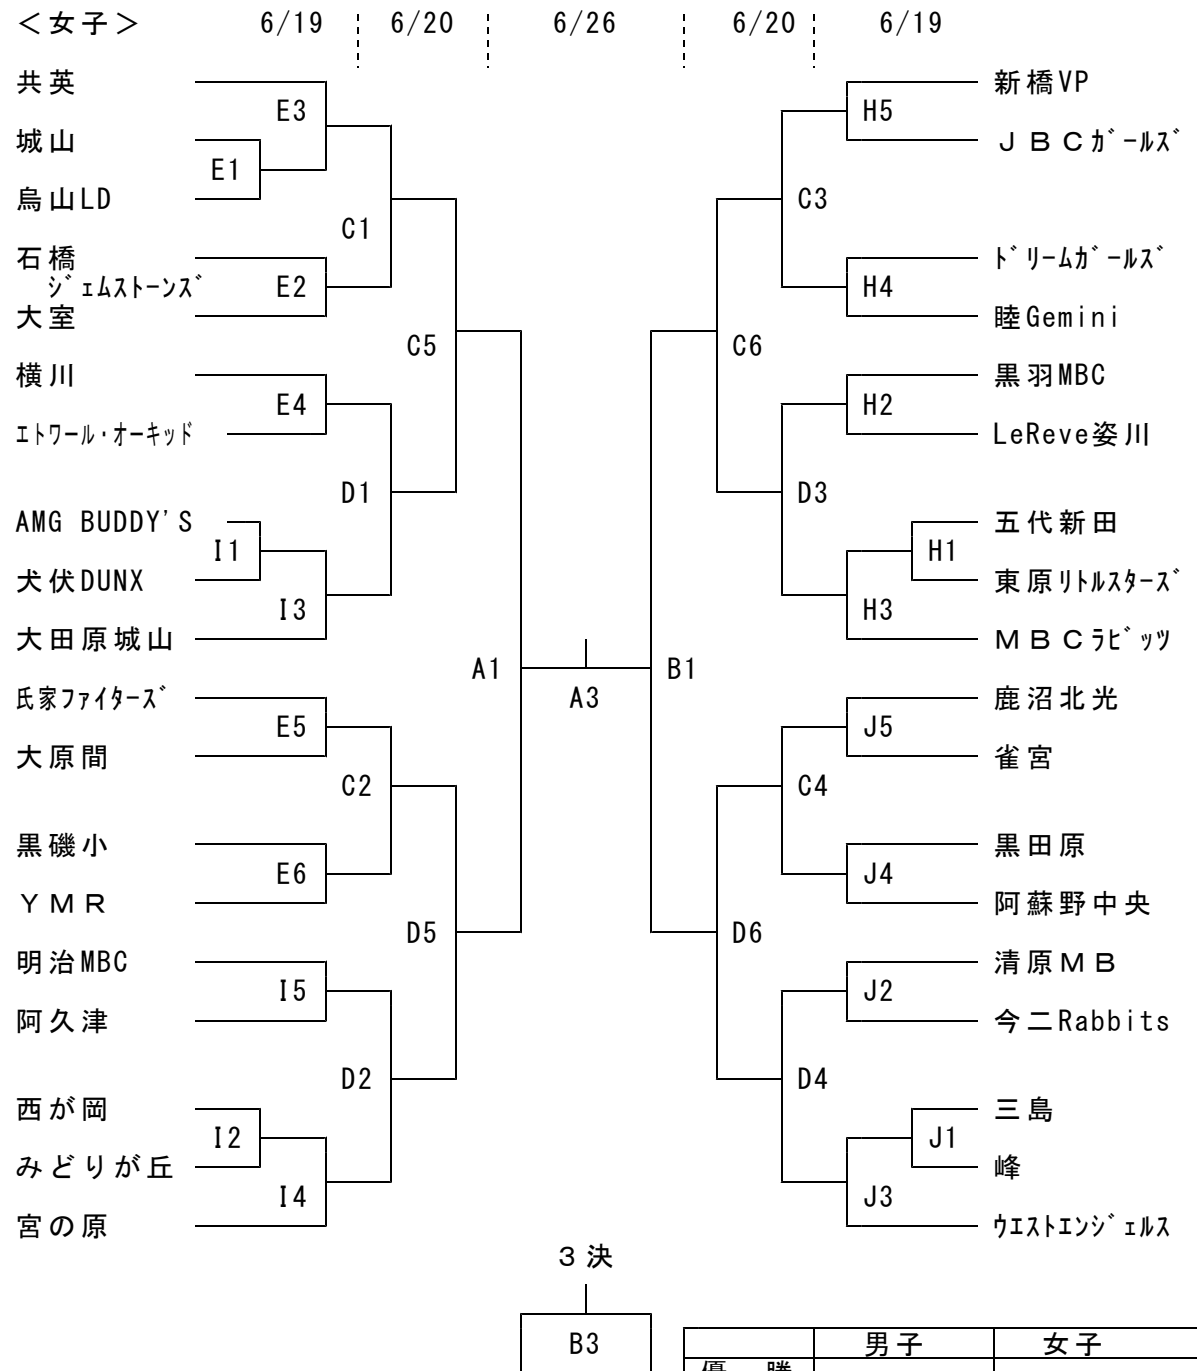 ＜女子＞ 6/19 6/20 6/26 6/20 6/19
共英 新橋VP
E3 H5
城山 ＪＢＣｶﾞｰﾙｽﾞ
E1
烏山LD C3
C1
石橋 ﾄﾞﾘｰﾑｶﾞｰﾙｽﾞ
ｼﾞｪﾑｽﾄｰﾝｽﾞ E2 H4
大室 睦Gemini
C5 C6
横川 黒羽MBC
E4 H2
ｴﾄﾜｰﾙ・ｵｰｷｯﾄﾞ LeReve姿川
D1 D3
AMG BUDDY'S 五代新田
I1 H1
犬伏DUNX 東原ﾘﾄﾙｽﾀｰｽﾞ
I3 H3
大田原城山 ＭＢＣﾗﾋﾞｯﾂ
A1 B1
氏家ﾌｧｲﾀｰｽﾞ A3 鹿沼北光
E5 J5
大原間 雀宮
C2 C4
黒磯小 黒田原
E6 J4
ＹＭＲ 阿蘇野中央
D5 D6
明治MBC 清原ＭＢ
I5 J2
阿久津 今二Rabbits
D2 D4
西が岡 三島
I2 J1
みどりが丘 峰
I4 J3
宮の原 ｳｴｽﾄｴﾝｼﾞｪﾙｽ
３決
B3 男子 女子
優　勝